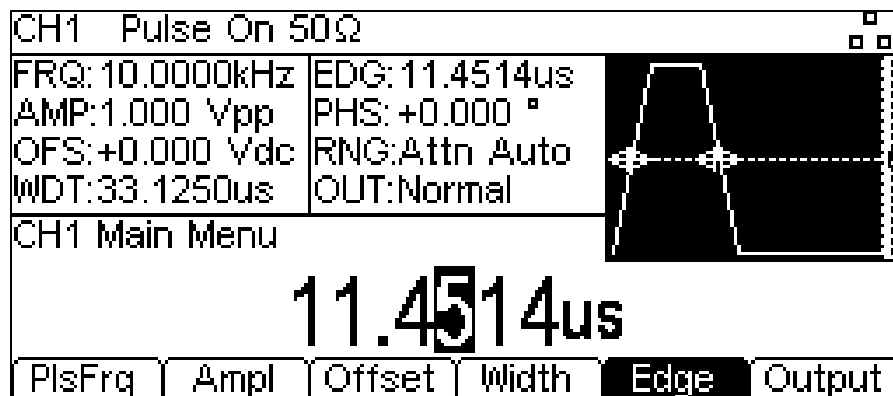 CH1 Pulse On 50Ω
FRQ:10.0000kHz EDG:11.4514us
AMP:1.000 Vpp PHS:+0.000 °
OFS:+0.000 Vdc RNG:Attn Auto
WDT:33.1250us OUT:Normal
CH1 Main Menu
11.4514us
PlsFrq Ampl Offset Width Edge Output